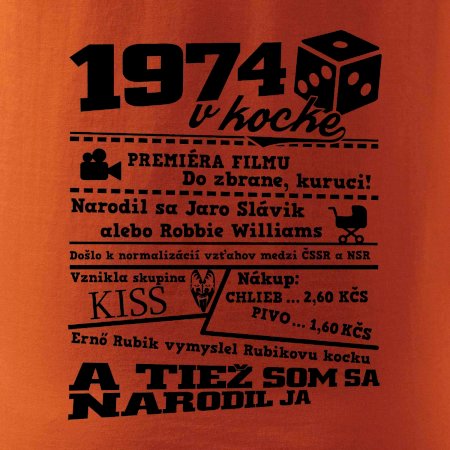 1974
v kocke
PREMIÉRA FILMU
Do zbrane, kuruci!
Narodil sa Jaro Slávik
alebo Robbie Williams
Došlo k normalizácií vzťahov medzi ČSSR a NSR
Vznikla skupina
KISS
Nákup:
CHLIEB ... 2,60 KČS
PIVO ... 1,60 KČS
Ernő Rubik vymyslel Rubikovu kocku
A TIEŽ SOM SA
NARODIL JA